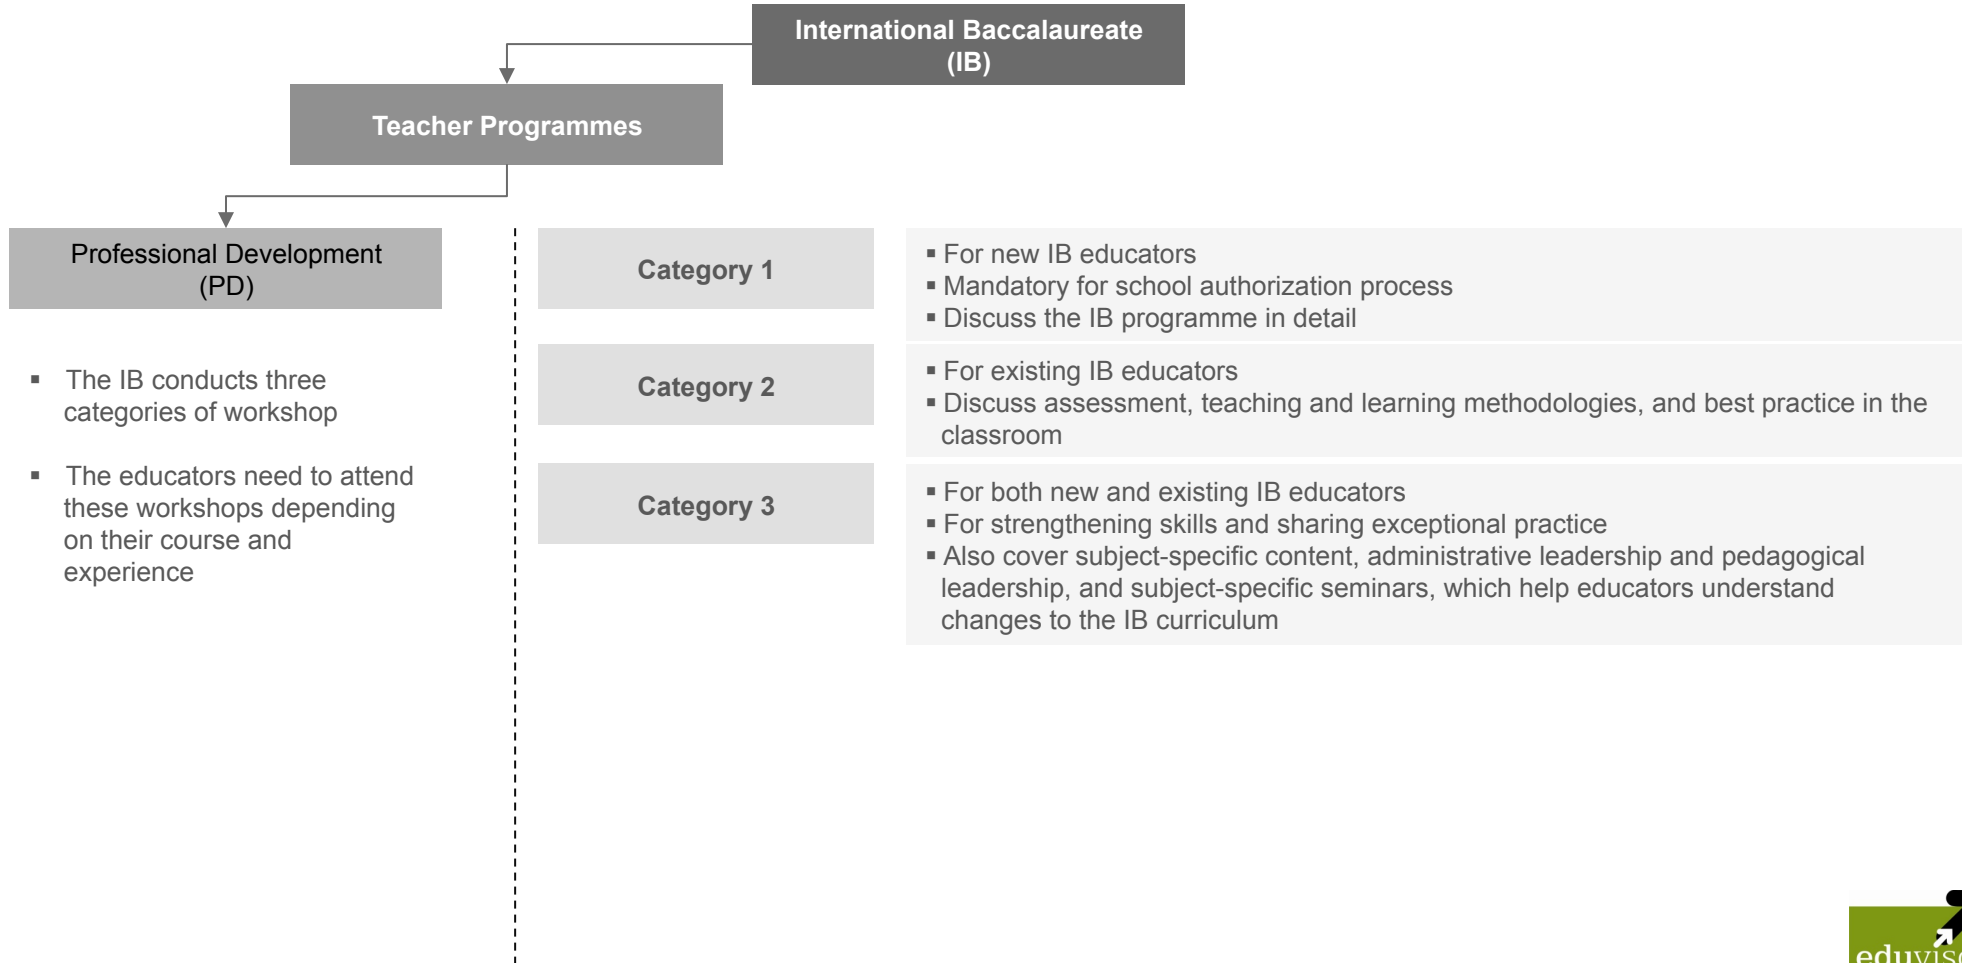 International Baccalaureate
(IB)
Teacher Programmes
Professional Development
(PD)
▪ The IB conducts three
categories of workshop
▪ The educators need to attend
these workshops depending
on their course and
experience
Category 1
▪ For new IB educators
▪ Mandatory for school authorization process
▪ Discuss the IB programme in detail
Category 2
▪ For existing IB educators
▪ Discuss assessment, teaching and learning methodologies, and best practice in the
classroom
Category 3
▪ For both new and existing IB educators
▪ For strengthening skills and sharing exceptional practice
▪ Also cover subject-specific content, administrative leadership and pedagogical
leadership, and subject-specific seminars, which help educators understand
changes to the IB curriculum